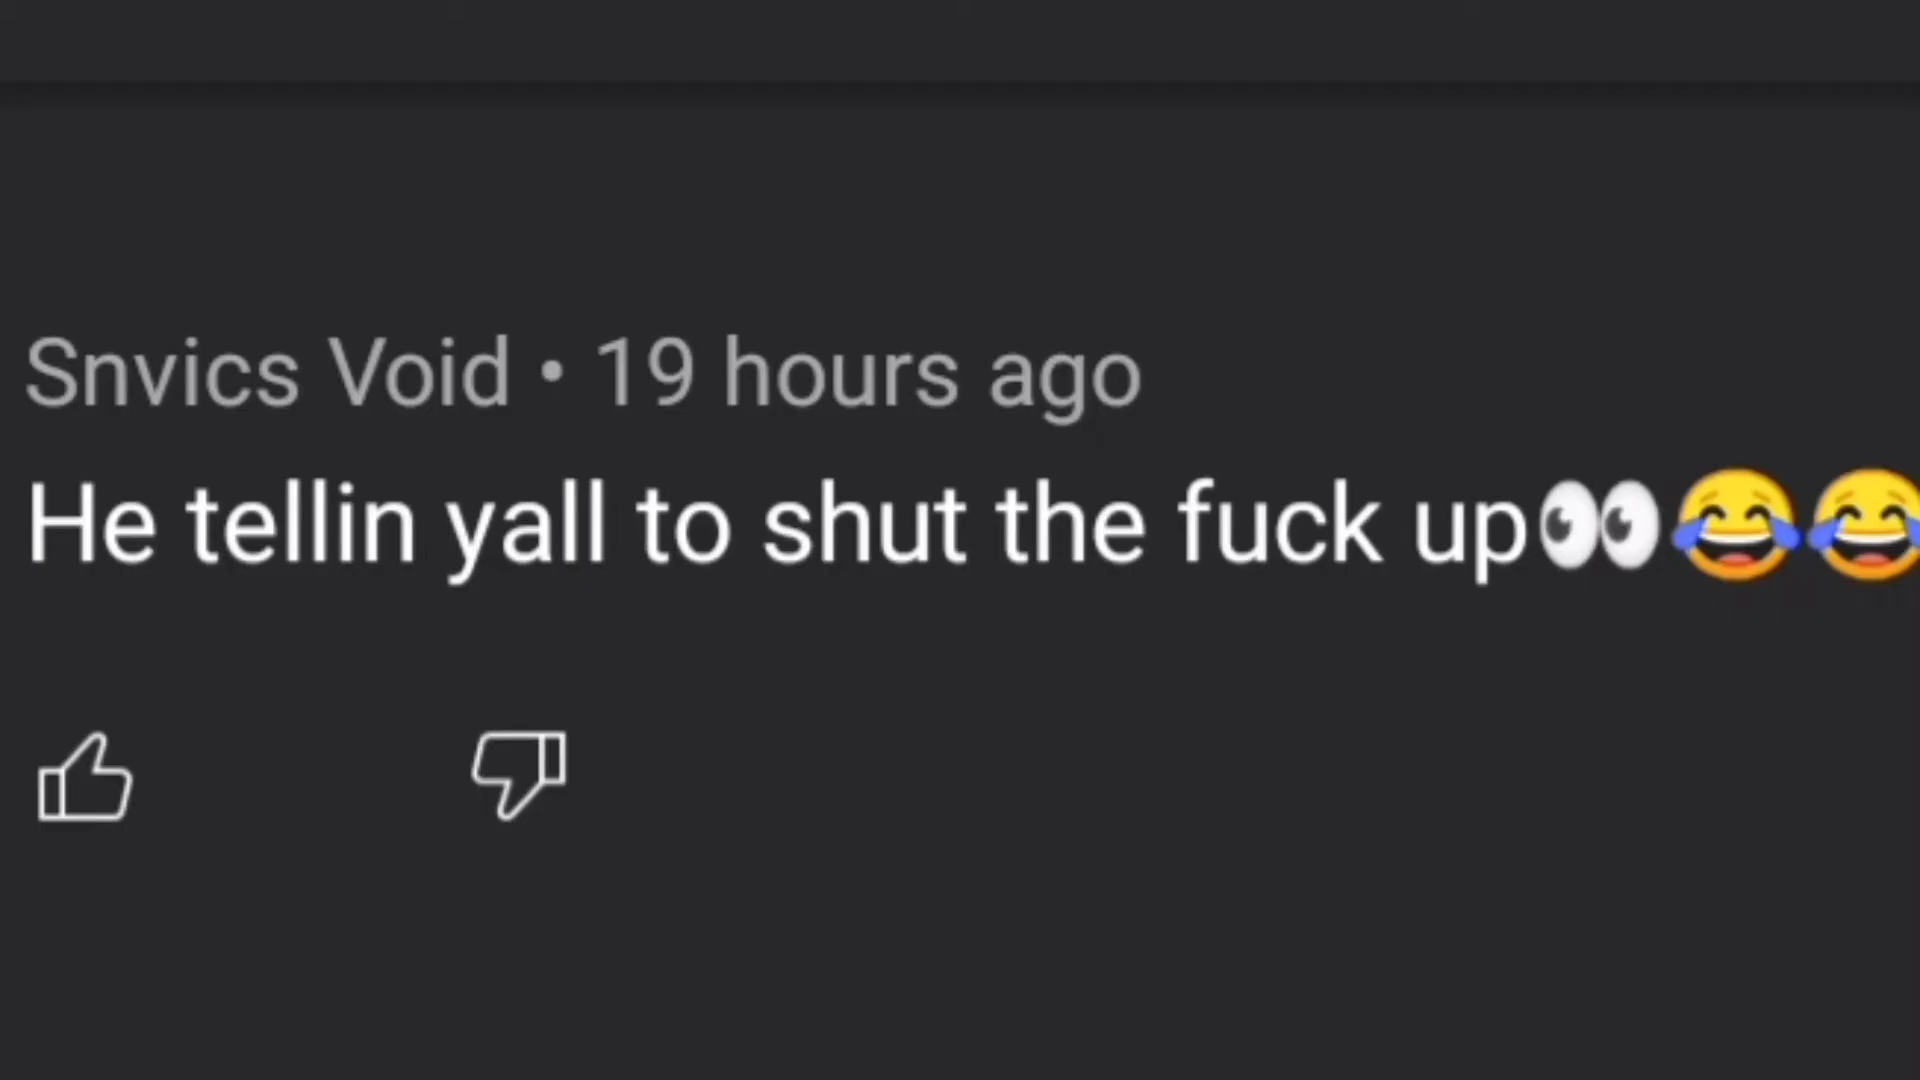 Snvics Void • 19 hours ago
He tellin yall to shut the fuck up👀😂😂